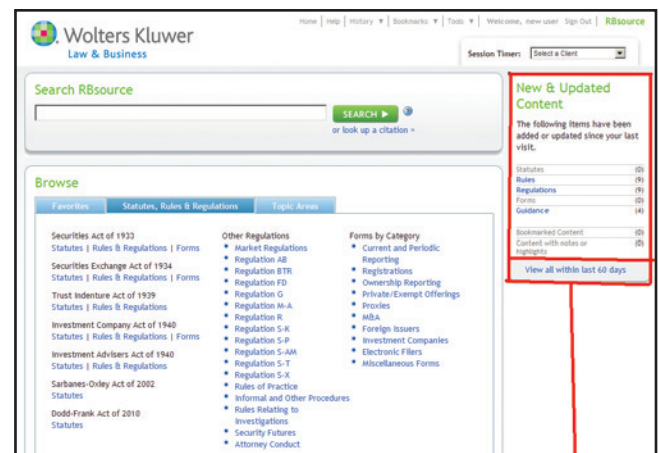 Wolters Kluwer
Law & Business
Home | Help | History ▼ | Bookmarks ▼ | Tools ▼ | Welcome, new user Sign Out | RBsource
Session Timer: Select a Client
Search RBsource
SEARCH ►
or look up a citation »
New & Updated
Content
The following items have been
added or updated since your last
visit.
Statutes (0)
Rules (9)
Regulations (9)
Forms (0)
Guidance (4)
Bookmarked Content (0)
Content with notes or (0)
highlights
View all within last 60 days
Browse
Favorites Statutes, Rules & Regulations Topic Areas
Securities Act of 1933
Statutes | Rules & Regulations | Forms
Securities Exchange Act of 1934
Statutes | Rules & Regulations | Forms
Trust Indenture Act of 1939
Statutes | Rules & Regulations
Investment Company Act of 1940
Statutes | Rules & Regulations | Forms
Investment Advisers Act of 1940
Statutes | Rules & Regulations
Sarbanes-Oxley Act of 2002
Statutes
Dodd-Frank Act of 2010
Statutes
Other Regulations
• Market Regulations
• Regulation AB
• Regulation BTR
• Regulation FD
• Regulation G
• Regulation M-A
• Regulation R
• Regulation S-K
• Regulation S-P
• Regulation S-AM
• Regulation S-T
• Regulation S-X
• Rules of Practice
• Informal and Other Procedures
• Rules Relating to
Investigations
• Security Futures
• Attorney Conduct
Forms by Category
• Current and Periodic
Reporting
• Registrations
• Ownership Reporting
• Private/Exempt Offerings
• Proxies
• M&A
• Foreign Issuers
• Investment Companies
• Electronic Filers
• Miscellaneous Forms